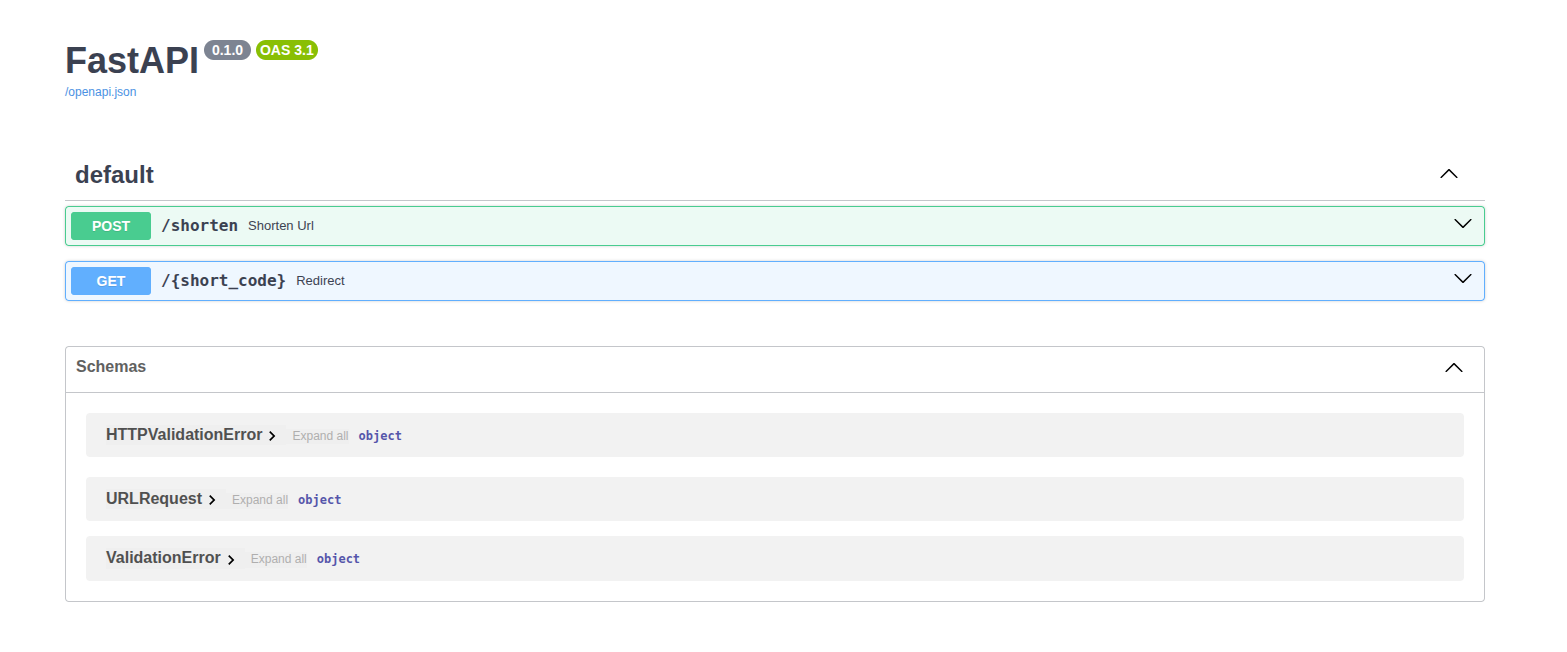 FastAPI 0.1.0 OAS 3.1
/openapi.json
default
POST /shorten Shorten Url
GET /{short_code} Redirect
Schemas
HTTPValidationError Expand all object
URLRequest Expand all object
ValidationError Expand all object